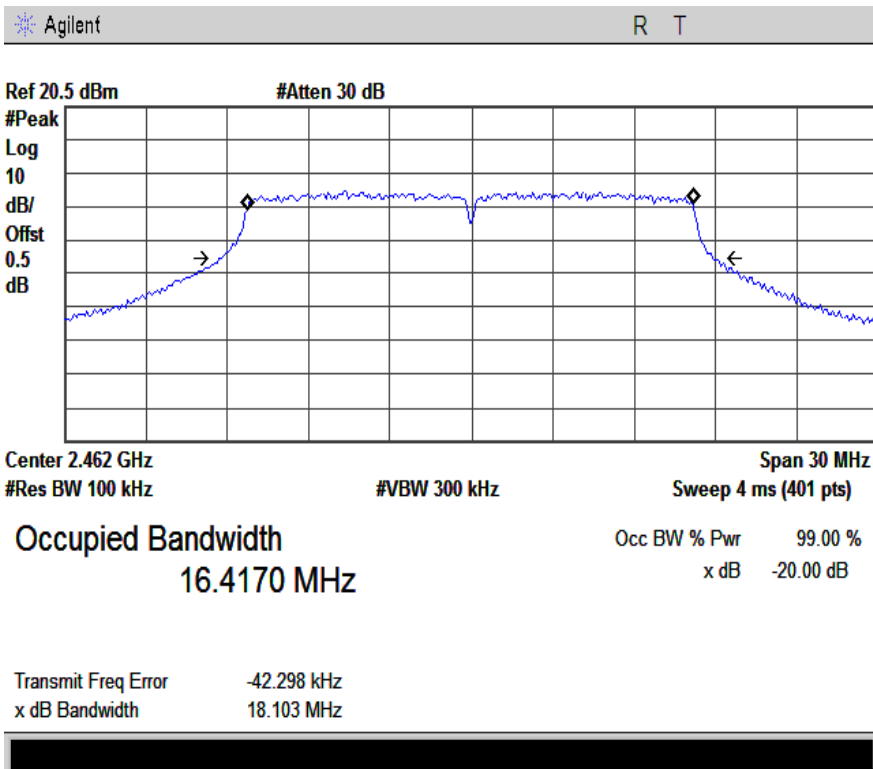 Agilent R T
Ref 20.5 dBm #Atten 30 dB
#Peak
Log
10
dB/
Offst
0.5
dB
Center 2.462 GHz Span 30 MHz
#Res BW 100 kHz #VBW 300 kHz Sweep 4 ms (401 pts)
Occupied Bandwidth Occ BW % Pwr 99.00 %
16.4170 MHz x dB -20.00 dB
Transmit Freq Error -42.298 kHz
x dB Bandwidth 18.103 MHz